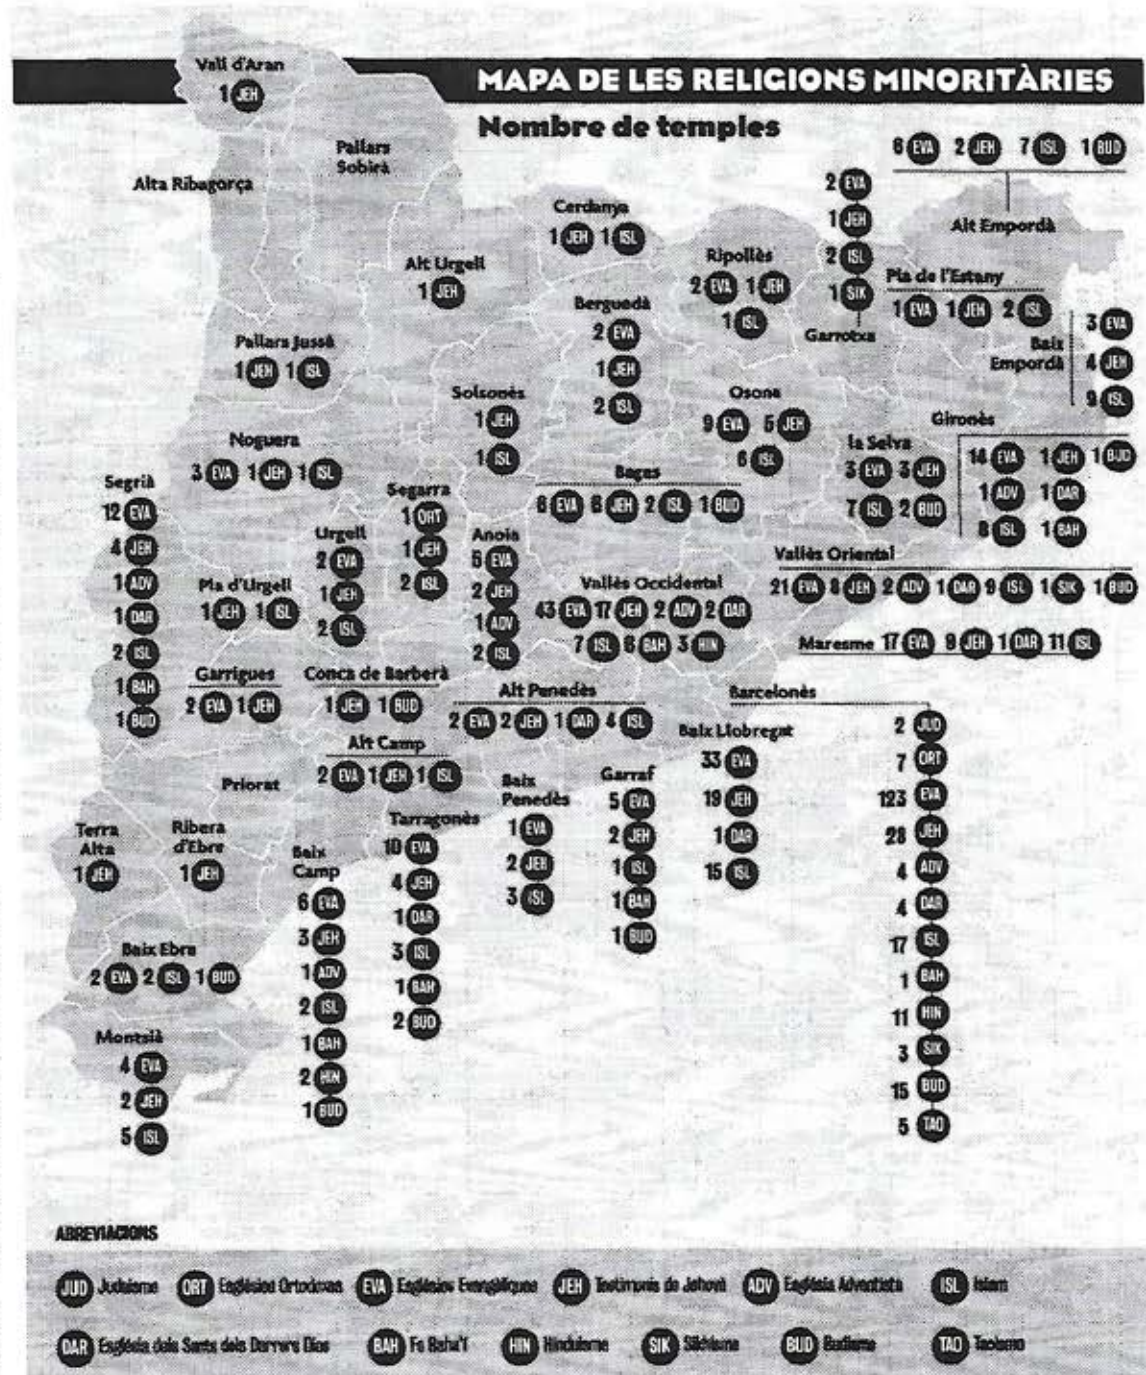 MAPA DE LES RELIGIONS MINORITÀRIES
Nombre de temples
Vall d'Aran
1 JEH
Pallars
Sobirà
Alta Ribagorça
6 EVA 2 JEH 7 ISL 1 BUD
Alt Empordà
2 EVA
1 JEH
2 ISL
1 SIK
Garrotxa
Cerdanya
1 JEH 1 ISL
Alt Urgell
1 JEH
Ripollès
2 EVA 1 JEH
1 ISL
Pla de l'Estany
1 EVA 1 JEH 2 ISL
Berguedà
2 EVA
1 JEH
2 ISL
Baix
Empordà
3 EVA
4 JEH
9 ISL
Pallars Jussà
1 JEH 1 ISL
Solsonès
1 JEH
1 ISL
Osona
9 EVA 5 JEH
6 ISL
Gironès
14 EVA 1 JEH 1 BUD
1 ADV 1 DAR
8 ISL 1 BAH
la Selva
3 EVA 3 JEH
7 ISL 2 BUD
Noguera
3 EVA 1 JEH 1 ISL
Bages
6 EVA 6 JEH 2 ISL 1 BUD
Segrià
12 EVA
4 JEH
1 ADV
1 DAR
2 ISL
1 BAH
1 BUD
Segarra
1 ORT
1 JEH
2 ISL
Urgell
2 EVA
1 JEH
2 ISL
Anoia
EVA
2 JEH
1 ADV
2 ISL
Pla d'Urgell
1 JEH 1 ISL
Vallès Occidental
43 EVA 17 JEH 2 ADV 2 DAR
7 ISL 6 BAH 3 HIN
Vallès Oriental
21 EVA 8 JEH 2 ADV 1 DAR 9 ISL 1 SIK 1 BUD
Maresme 17 EVA 9 JEH 1 DAR 11 ISL
Garrigues
2 EVA 1 JEH
Conca de Barberà
1 JEH 1 BUD
Alt Penedès
2 EVA 2 JEH 1 DAR 4 ISL
Barcelonès
2 JUD
7 ORT
123 EVA
28 JEH
4 ADV
4 DAR
17 ISL
1 BAH
11 HIN
3 SIK
15 BUD
5 TAO
Baix Llobregat
33 EVA
19 JEH
1 DAR
15 ISL
Alt Camp
2 EVA 1 JEH 1 ISL
Priorat
Garraf
5 EVA
2 JEH
1 ISL
1 BAH
1 BUD
Baix
Penedès
1 EVA
2 JEH
3 ISL
Tarragonès
10 EVA
4 JEH
1 DAR
3 ISL
1 BAH
2 BUD
Terra
Alta
1 JEH
Ribera
d'Ebre
1 JEH
Baix
Camp
6 EVA
3 JEH
1 ADV
2 ISL
1 BAH
2 HIN
1 BUD
Baix Ebre
2 EVA 2 ISL 1 BUD
Montsià
4 EVA
2 JEH
5 ISL
ABREVIACIONS
JUD Judaisme ORT Esglésies Ortodoxes EVA Esglésies Evangèliques JEH Testimonis de Jehovà ADV Església Adventista ISL Islam
DAR Església dels Sants dels Darrers Dies BAH Fe Baha'í HIN Hinduisme SIK Sikhisme BUD Budisme TAO Taoisme